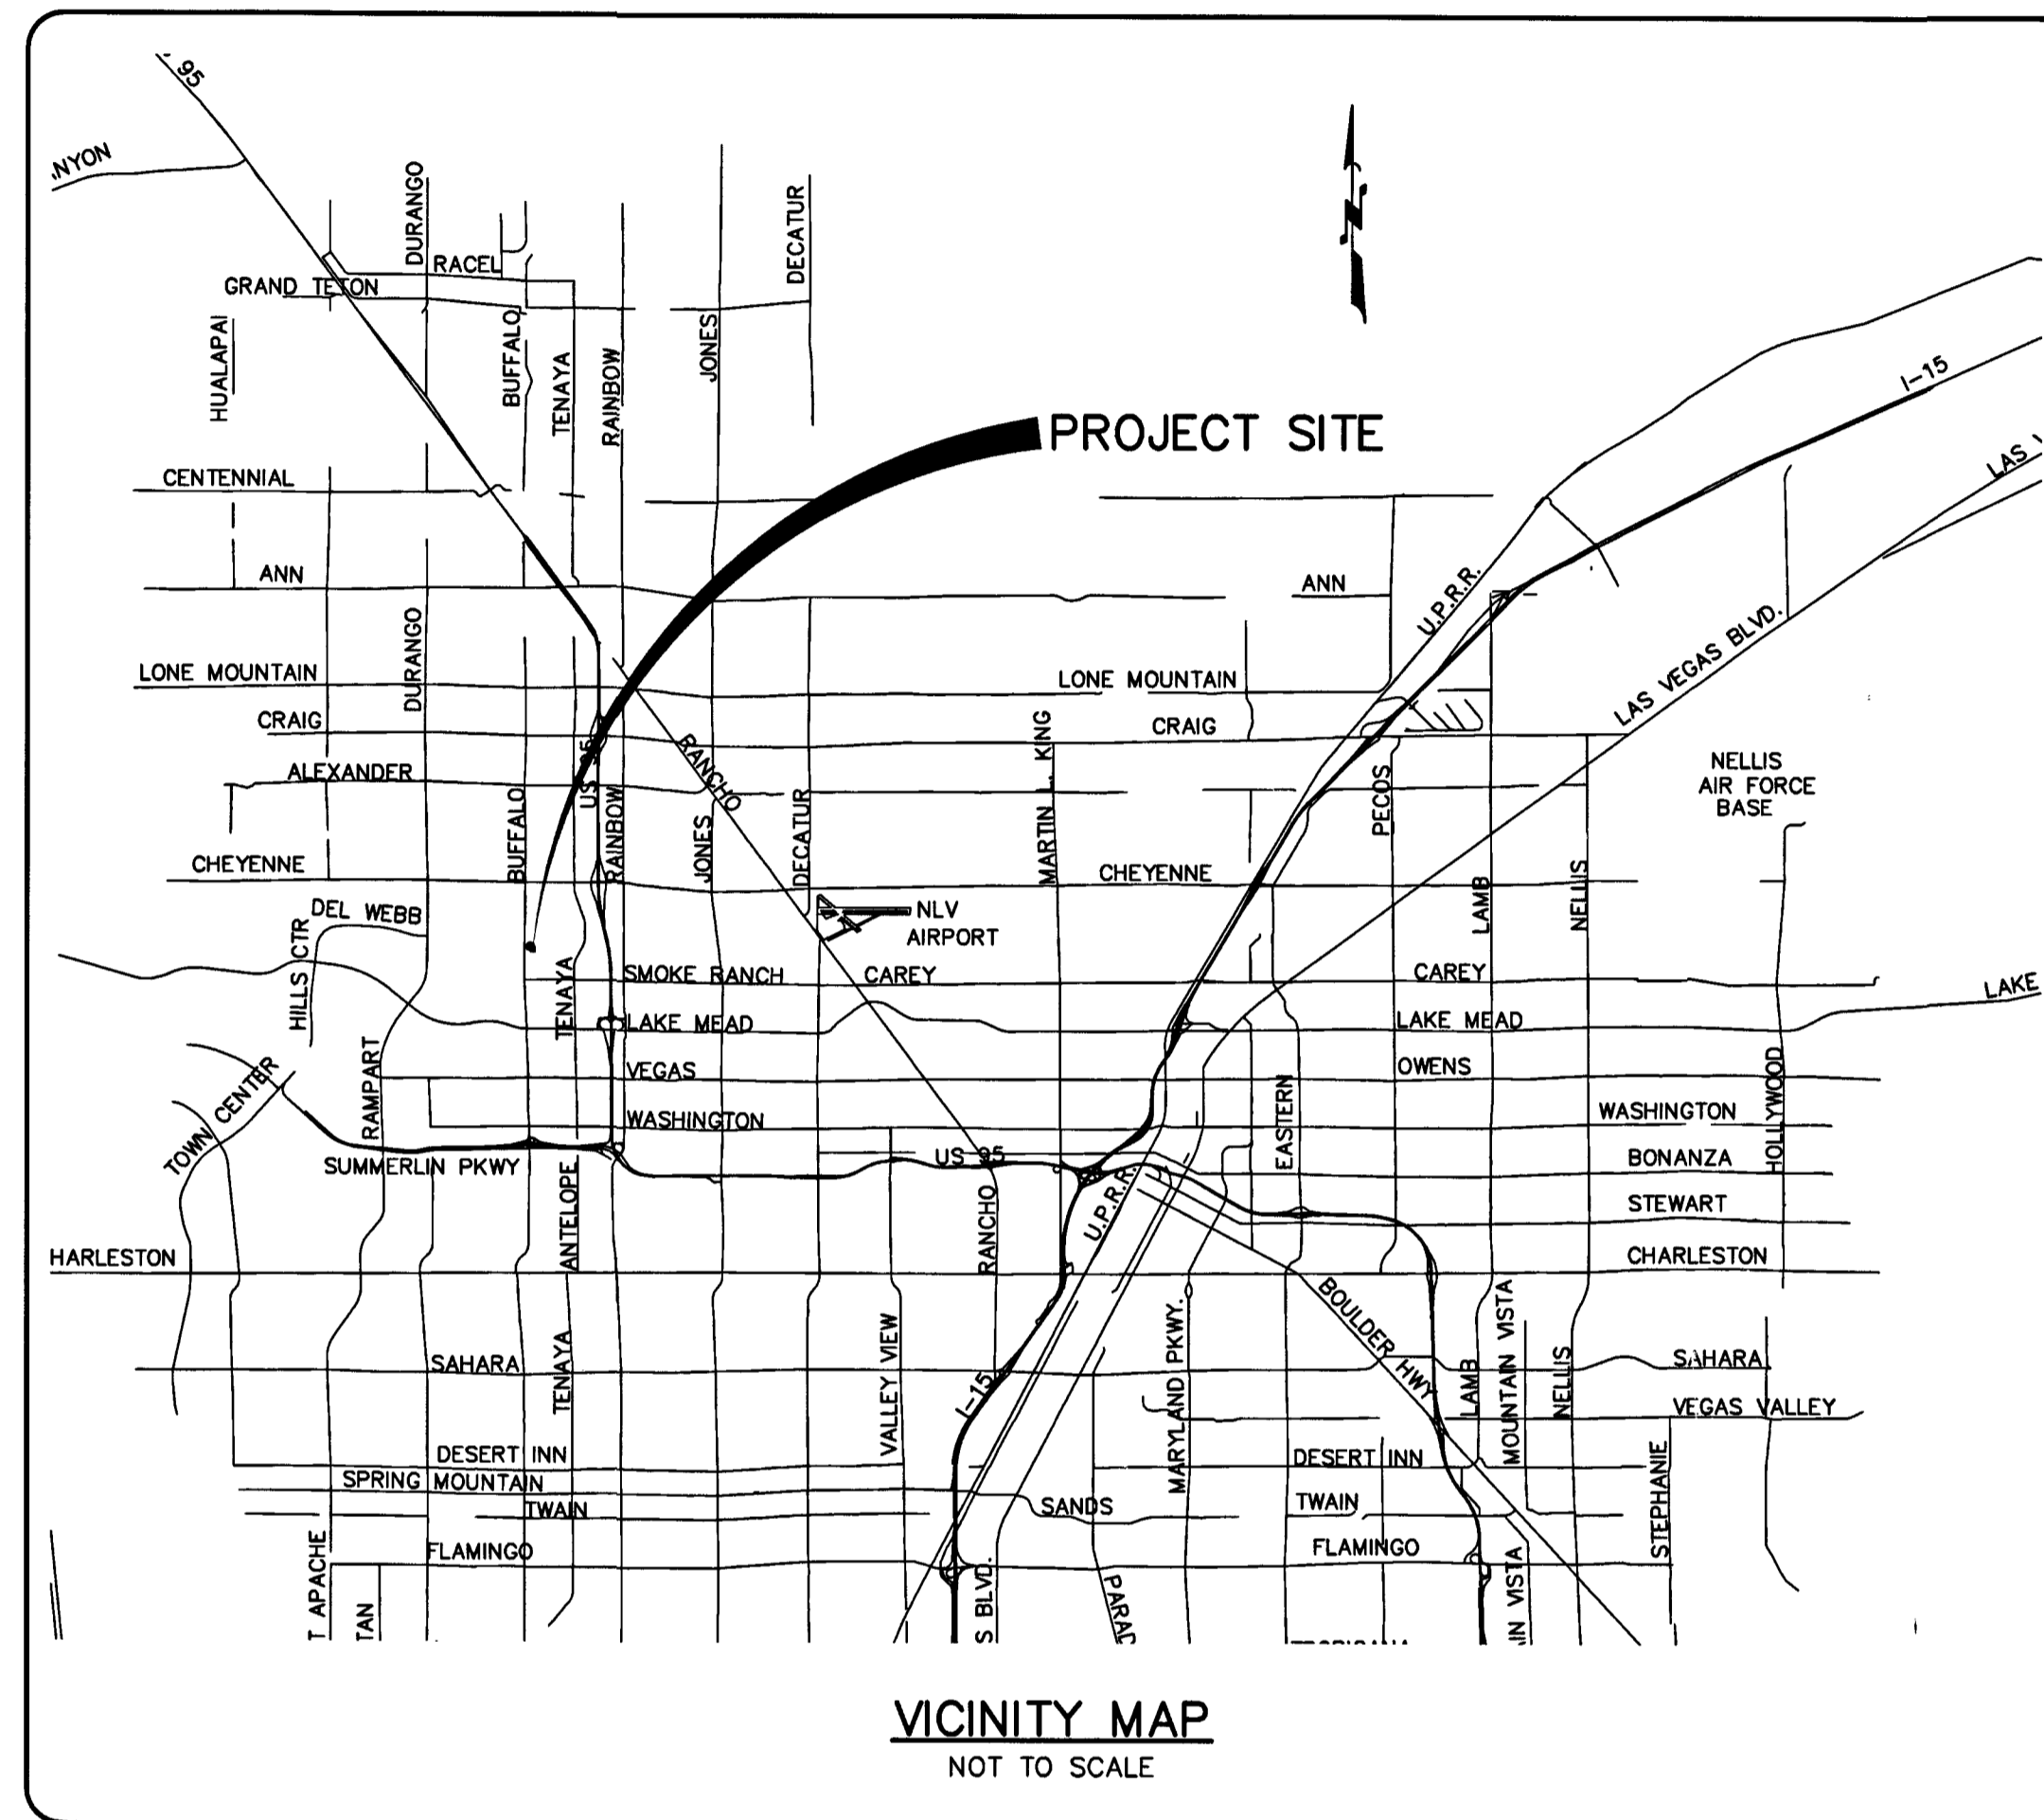 95
NYON
DURANGO
DECATUR
RACEL
GRAND TETON
HUALAPAI
BUFFALO
TENAYA
RAINBOW
JONES
I-15
PROJECT SITE
LAS V
CENTENNIAL
ANN
ANN
U.P.R.R.
DURANGO
LAS VEGAS BLVD.
LONE MOUNTAIN
LONE MOUNTAIN
CRAIG
CRAIG
MARTIN L. KING
RANCHO
US 95
ALEXANDER
NELLIS
AIR FORCE
BASE
PECOS
BUFFALO
RAINBOW
JONES
DECATUR
CHEYENNE
CHEYENNE
LAMB
NELLIS
DEL WEBB
HILLS CTR
NLV
AIRPORT
TENAYA
SMOKE RANCH
CAREY
CAREY
LAKE
LAKE MEAD
LAKE MEAD
RAMPART
TOWN CENTER
VEGAS
OWENS
EASTERN
HOLLYWOOD
WASHINGTON
WASHINGTON
SUMMERLIN PKWY
US 95
BONANZA
ANTELOPE
RANCHO
U.P.R.R.
STEWART
HARLESTON
CHARLESTON
BOULDER HWY
MARYLAND PKWY.
MOUNTAIN VISTA
VALLEY VIEW
TENAYA
SAHARA
I-15
LAMB
NELLIS
SAHARA
VEGAS VALLEY
DESERT INN
DESERT INN
STEPHANIE
SPRING MOUNTAIN
TWAIN
SANDS
TWAIN
FLAMINGO
FLAMINGO
T APACHE
TAN
S BLVD.
PARAD
IN VISTA
VICINITY MAP
NOT TO SCALE